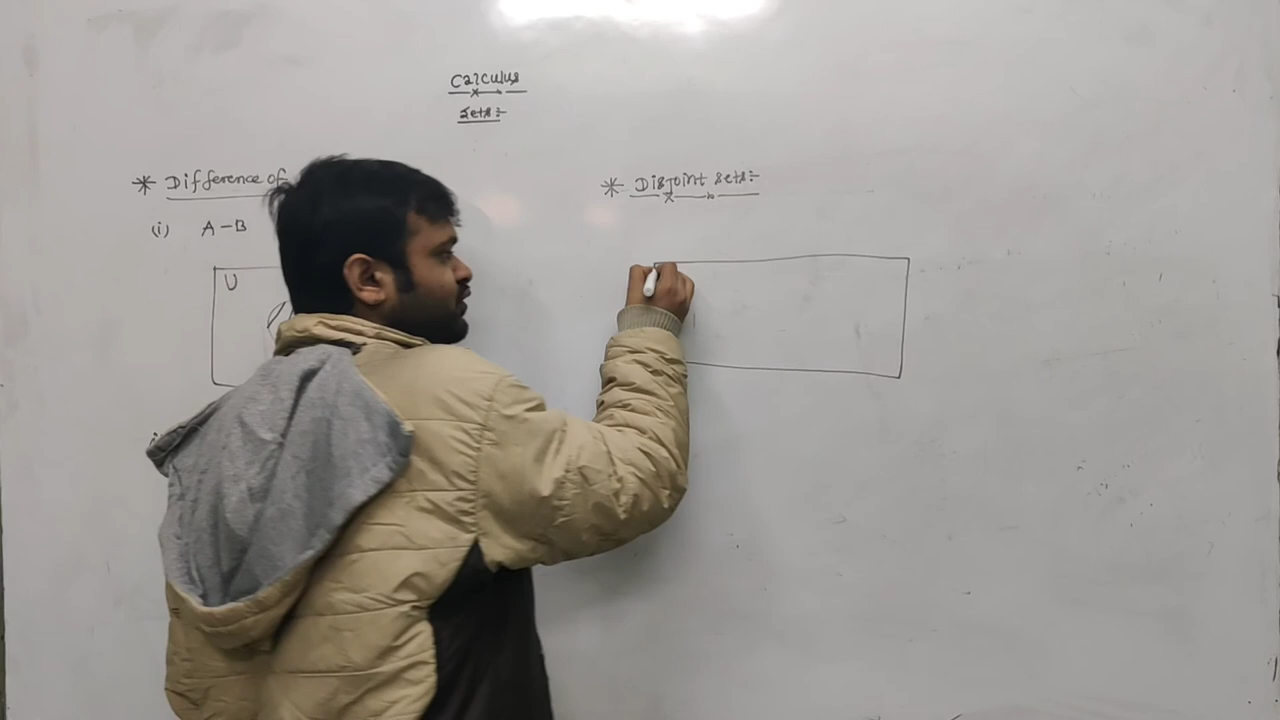 Calculus
Sets:-
* Difference of
(i) A-B
U
* Disjoint sets:-